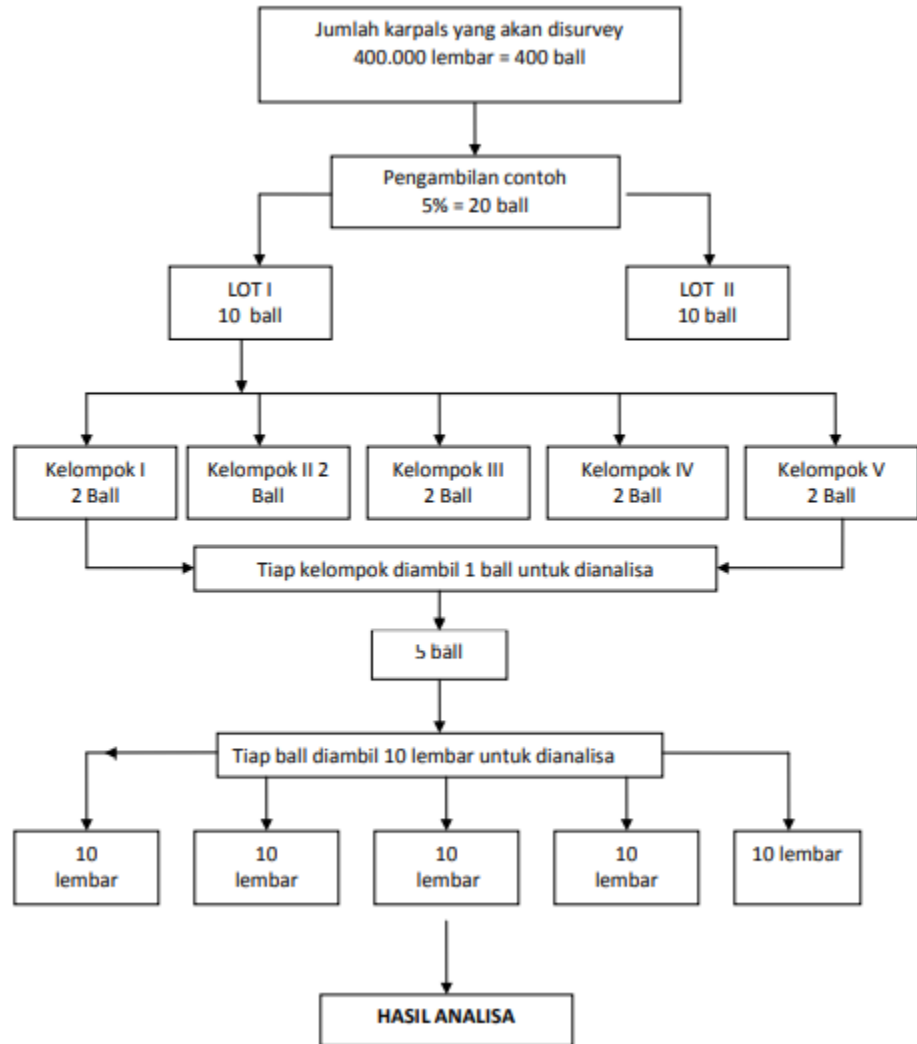 Jumlah karpals yang akan disurvey
400.000 lembar = 400 ball
Pengambilan contoh
5% = 20 ball
LOT I
10 ball
LOT II
10 ball
Kelompok I
2 Ball
Kelompok II 2
Ball
Kelompok III
2 Ball
Kelompok IV
2 Ball
Kelompok V
2 Ball
Tiap kelompok diambil 1 ball untuk dianalisa
5 ball
Tiap ball diambil 10 lembar untuk dianalisa
10
lembar
10
lembar
10
lembar
10
lembar
10 lembar
HASIL ANALISA